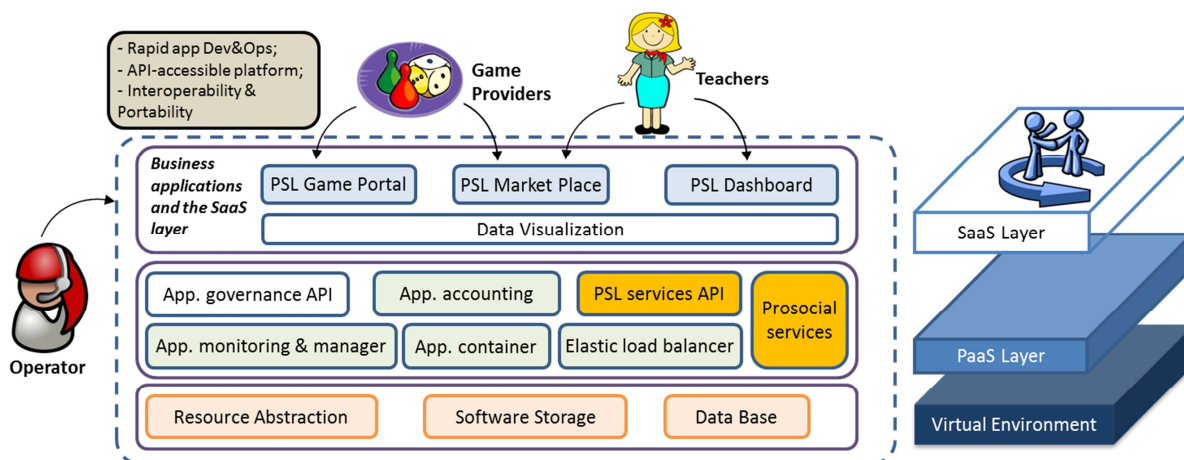 - Rapid app Dev&Ops;
- API-accessible platform;
- Interoperability &
Portability
Game
Providers
Teachers
Business
applications
and the SaaS
layer
PSL Game Portal
PSL Market Place
PSL Dashboard
Data Visualization
SaaS Layer
App. governance API
App. accounting
PSL services API
Prosocial
services
App. monitoring & manager
App. container
Elastic load balancer
PaaS Layer
Operator
Resource Abstraction
Software Storage
Data Base
Virtual Environment